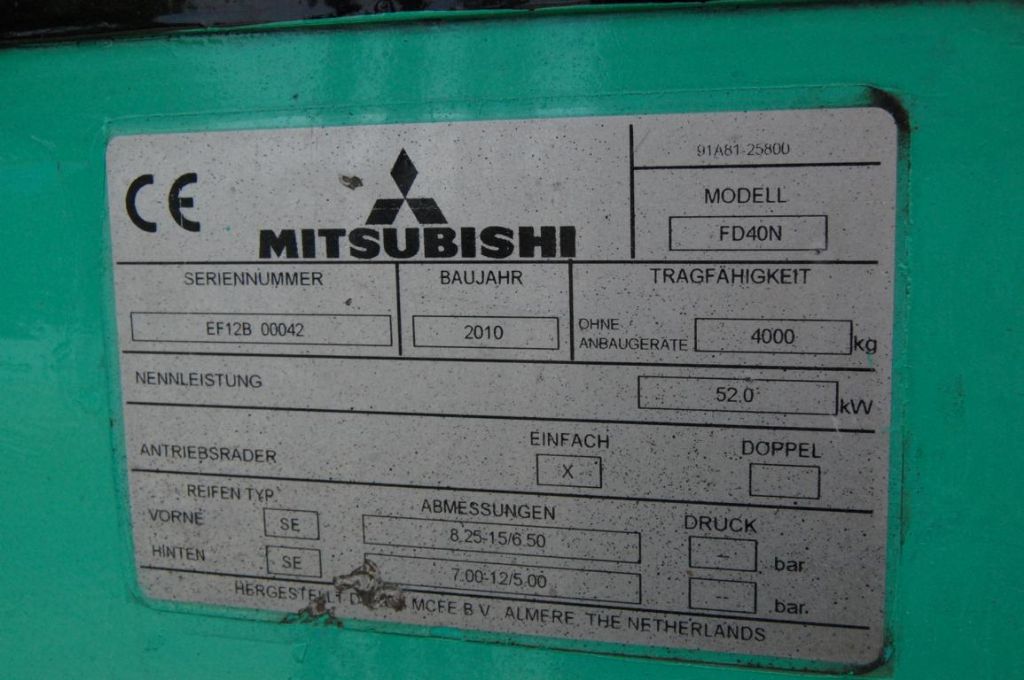 CE
MITSUBISHI
91A81-25800
MODELL
FD40N
SERIENNUMMER
EF12B 00042
BAUJAHR
2010
TRAGFÄHIGKEIT
OHNE
ANBAUGERÄTE
4000 kg
NENNLEISTUNG 52.0 kW
ANTRIEBSRÄDER
EINFACH
X
DOPPEL
REIFEN TYP
ABMESSUNGEN
DRUCK
VORNE SE 8.25-15/6.50 - bar
HINTEN SE 7.00-12/5.00 - bar.
HERGESTELLT MCFE B.V. ALMERE, THE NETHERLANDS